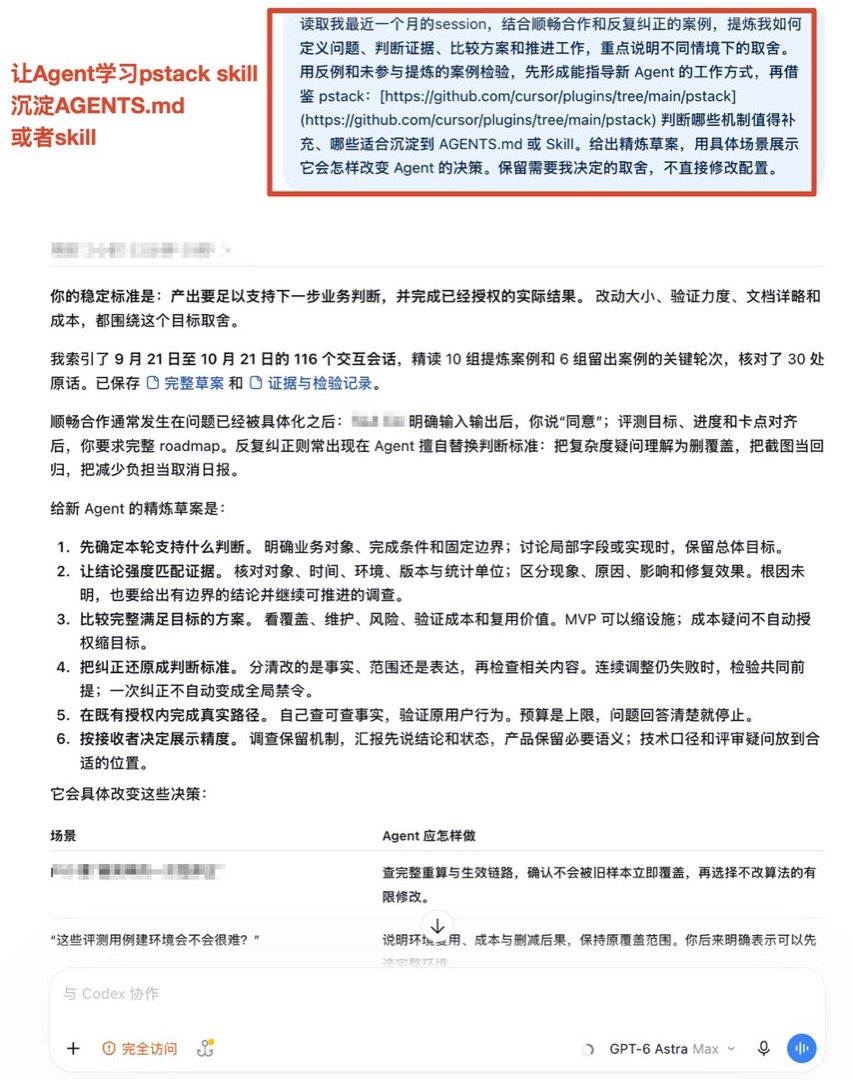 让Agent学习pstack skill
沉淀AGENTS.md
或者skill
读取我最近一个月的session，结合顺畅合作和反复纠正的案例，提炼我如何
定义问题、判断证据、比较方案和推进工作，重点说明不同情境下的取舍。
用反例和未参与提炼的案例检验，先形成能指导新 Agent 的工作方式，再借
鉴 pstack：[https://github.com/cursor/plugins/tree/main/pstack]
(https://github.com/cursor/plugins/tree/main/pstack) 判断哪些机制值得补
充、哪些适合沉淀到 AGENTS.md 或 Skill。给出精炼草案，用具体场景展示
它会怎样改变 Agent 的决策。保留需要我决定的取舍，不直接修改配置。
你的稳定标准是：产出要足以支持下一步业务判断，并完成已经授权的实际结果。 改动大小、验证力度、文档详略和
成本，都围绕这个目标取舍。
我索引了 9 月 21 日至 10 月 21 日的 116 个交互会话，精读 10 组提炼案例和 6 组留出案例的关键轮次，核对了 30 处
原话。已保存 完整草案 和 证据与检验记录。
顺畅合作通常发生在问题已经被具体化之后： 明确输入输出后，你说“同意”；评测目标、进度和卡点对齐
后，你要求完整 roadmap。反复纠正则常出现在 Agent 擅自替换判断标准：把复杂度疑问理解为删覆盖，把截图当回
归，把减少负担当取消日报。
给新 Agent 的精炼草案是：
1. 先确定本轮支持什么判断。 明确业务对象、完成条件和固定边界；讨论局部字段或实现时，保留总体目标。
2. 让结论强度匹配证据。 核对对象、时间、环境、版本与统计单位；区分现象、原因、影响和修复效果。根因未
明，也要给出有边界的结论并继续可推进的调查。
3. 比较完整满足目标的方案。 看覆盖、维护、风险、验证成本和复用价值。MVP 可以缩设施；成本疑问不自动授
权缩目标。
4. 把纠正还原成判断标准。 分清改的是事实、范围还是表达，再检查相关内容。连续调整仍失败时，检验共同前
提；一次纠正不自动变成全局禁令。
5. 在既有授权内完成真实路径。 自己查可查事实，验证原用户行为。预算是上限，问题回答清楚就停止。
6. 按接收者决定展示精度。 调查保留机制，汇报先说结论和状态，产品保留必要语义；技术口径和评审疑问放到合
适的位置。
它会具体改变这些决策：
场景 Agent 应怎样做
查完整重算与生效链路，确认不会被旧样本立即覆盖，再选择不改算法的有
限修改。
“这些评测用例建环境会不会很难？” 说明环境复用、成本与删减后果，保持原覆盖范围。你后来明确表示可以先
与 Codex 协作
完全访问 GPT-6 Astra Max